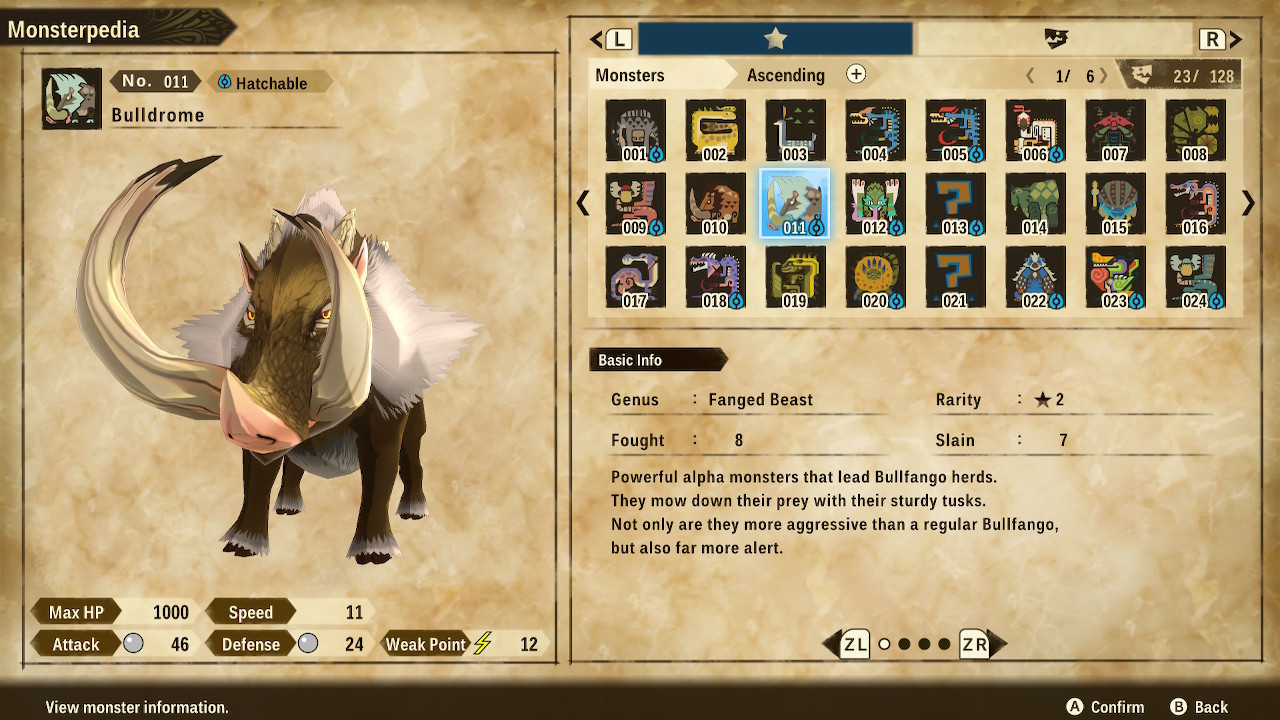 Monsterpedia
No. 011
Hatchable
Bulldrome
Max HP 1000
Speed 11
Attack 46
Defense 24
Weak Point 12
L
R
Monsters
Ascending
1/ 6
23/ 128
001 002 003 004 005 006 007 008
009 010 011 012 013 014 015 016
017 018 019 020 021 022 023 024
Basic Info
Genus : Fanged Beast
Rarity : ★ 2
Fought : 8
Slain : 7
Powerful alpha monsters that lead Bullfango herds.
They mow down their prey with their sturdy tusks.
Not only are they more aggressive than a regular Bullfango,
but also far more alert.
ZL ZR
View monster information.
A Confirm B Back